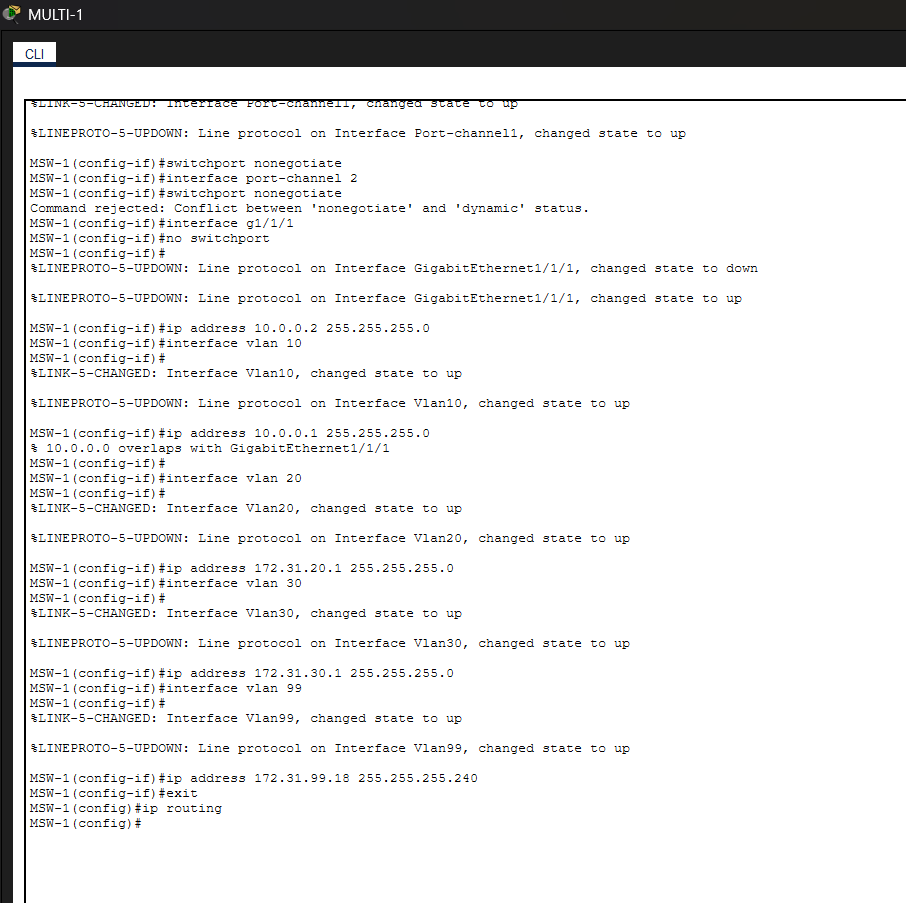 MULTI-1
CLI
%LINK-5-CHANGED: Interface Port-channel1, changed state to up
%LINEPROTO-5-UPDOWN: Line protocol on Interface Port-channel1, changed state to up
MSW-1(config-if)#switchport nonegotiate
MSW-1(config-if)#interface port-channel 2
MSW-1(config-if)#switchport nonegotiate
Command rejected: Conflict between 'nonegotiate' and 'dynamic' status.
MSW-1(config-if)#interface g1/1/1
MSW-1(config-if)#no switchport
MSW-1(config-if)#
%LINEPROTO-5-UPDOWN: Line protocol on Interface GigabitEthernet1/1/1, changed state to down
%LINEPROTO-5-UPDOWN: Line protocol on Interface GigabitEthernet1/1/1, changed state to up
MSW-1(config-if)#ip address 10.0.0.2 255.255.255.0
MSW-1(config-if)#interface vlan 10
MSW-1(config-if)#
%LINK-5-CHANGED: Interface Vlan10, changed state to up
%LINEPROTO-5-UPDOWN: Line protocol on Interface Vlan10, changed state to up
MSW-1(config-if)#ip address 10.0.0.1 255.255.255.0
% 10.0.0.0 overlaps with GigabitEthernet1/1/1
MSW-1(config-if)#
MSW-1(config-if)#interface vlan 20
MSW-1(config-if)#
%LINK-5-CHANGED: Interface Vlan20, changed state to up
%LINEPROTO-5-UPDOWN: Line protocol on Interface Vlan20, changed state to up
MSW-1(config-if)#ip address 172.31.20.1 255.255.255.0
MSW-1(config-if)#interface vlan 30
MSW-1(config-if)#
%LINK-5-CHANGED: Interface Vlan30, changed state to up
%LINEPROTO-5-UPDOWN: Line protocol on Interface Vlan30, changed state to up
MSW-1(config-if)#ip address 172.31.30.1 255.255.255.0
MSW-1(config-if)#interface vlan 99
MSW-1(config-if)#
%LINK-5-CHANGED: Interface Vlan99, changed state to up
%LINEPROTO-5-UPDOWN: Line protocol on Interface Vlan99, changed state to up
MSW-1(config-if)#ip address 172.31.99.18 255.255.255.240
MSW-1(config-if)#exit
MSW-1(config)#ip routing
MSW-1(config)#